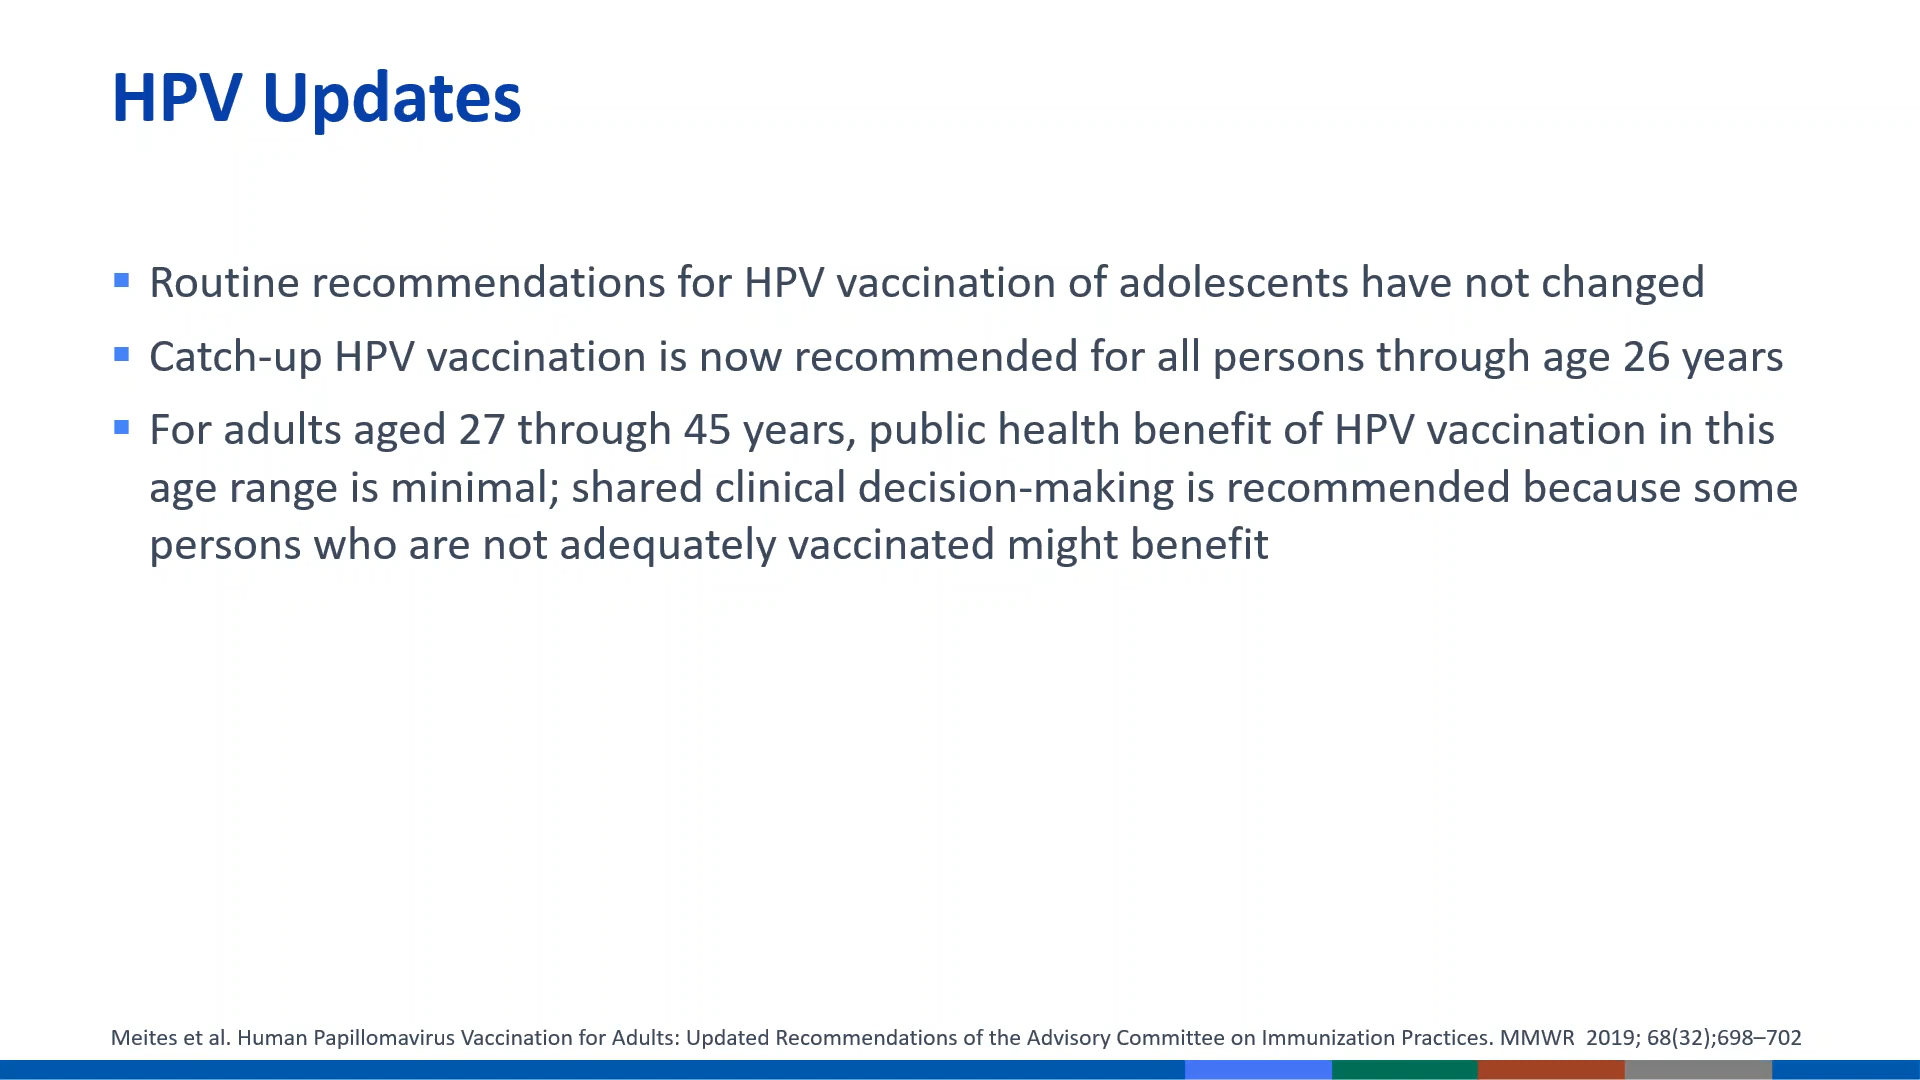 HPV Updates
▪ Routine recommendations for HPV vaccination of adolescents have not changed
▪ Catch-up HPV vaccination is now recommended for all persons through age 26 years
▪ For adults aged 27 through 45 years, public health benefit of HPV vaccination in this
age range is minimal; shared clinical decision-making is recommended because some
persons who are not adequately vaccinated might benefit
Meites et al. Human Papillomavirus Vaccination for Adults: Updated Recommendations of the Advisory Committee on Immunization Practices. MMWR 2019; 68(32);698–702